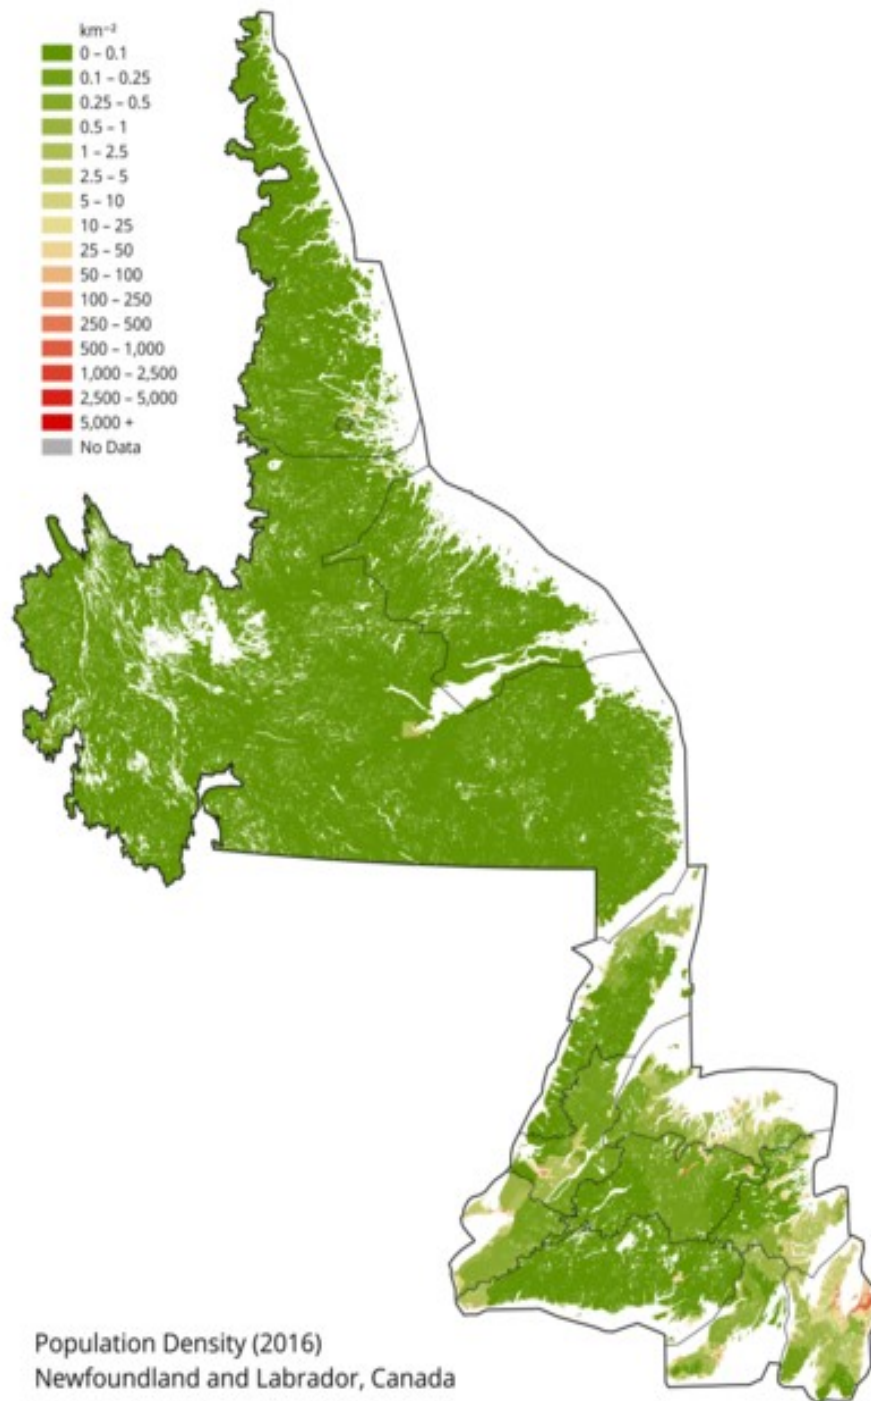 km⁻²
0 – 0.1
0.1 – 0.25
0.25 – 0.5
0.5 – 1
1 – 2.5
2.5 – 5
5 – 10
10 – 25
25 – 50
50 – 100
100 – 250
250 – 500
500 – 1,000
1,000 – 2,500
2,500 – 5,000
5,000 +
No Data
Population Density (2016)
Newfoundland and Labrador, Canada